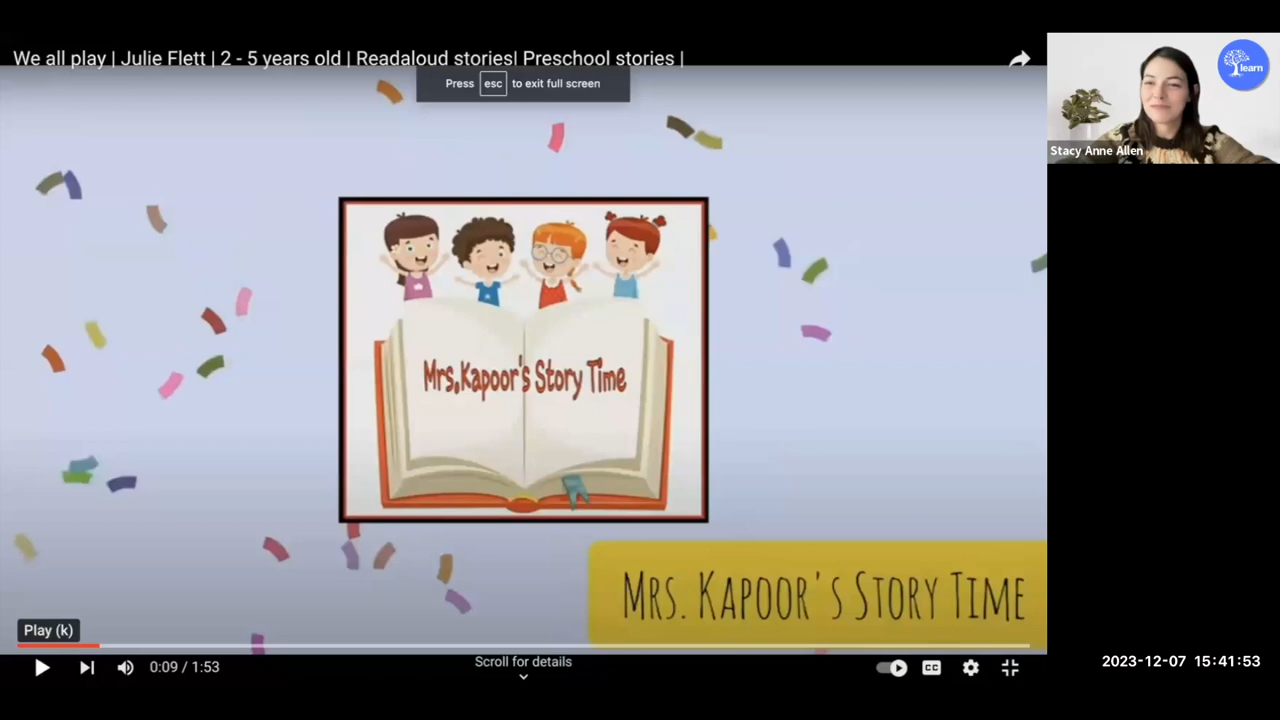 We all play | Julie Flett | 2 - 5 years old | Readaloud stories| Preschool stories |
Press esc to exit full screen
learn
Stacy Anne Allen
Mrs.Kapoor's Story Time
MRS. KAPOOR'S STORY TIME
Play (k)
0:09 / 1:53
Scroll for details
CC
2023-12-07 15:41:53